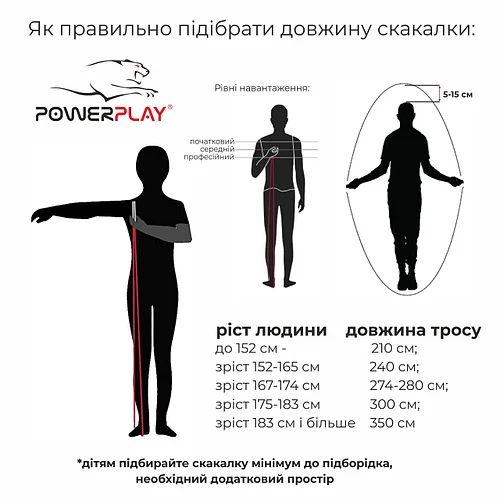 Як правильно підібрати довжину скакалки:
POWERPLAY®
Рівні навантаження:
5-15 см
початковий
середній
професійний
ріст людини довжина тросу
до 152 см - 210 см;
зріст 152-165 см 240 см;
зріст 167-174 см 274-280 см;
зріст 175-183 см 300 см;
зріст 183 см і більше 350 см
*дітям підбирайте скакалку мінімум до підборідка,
необхідний додатковий простір